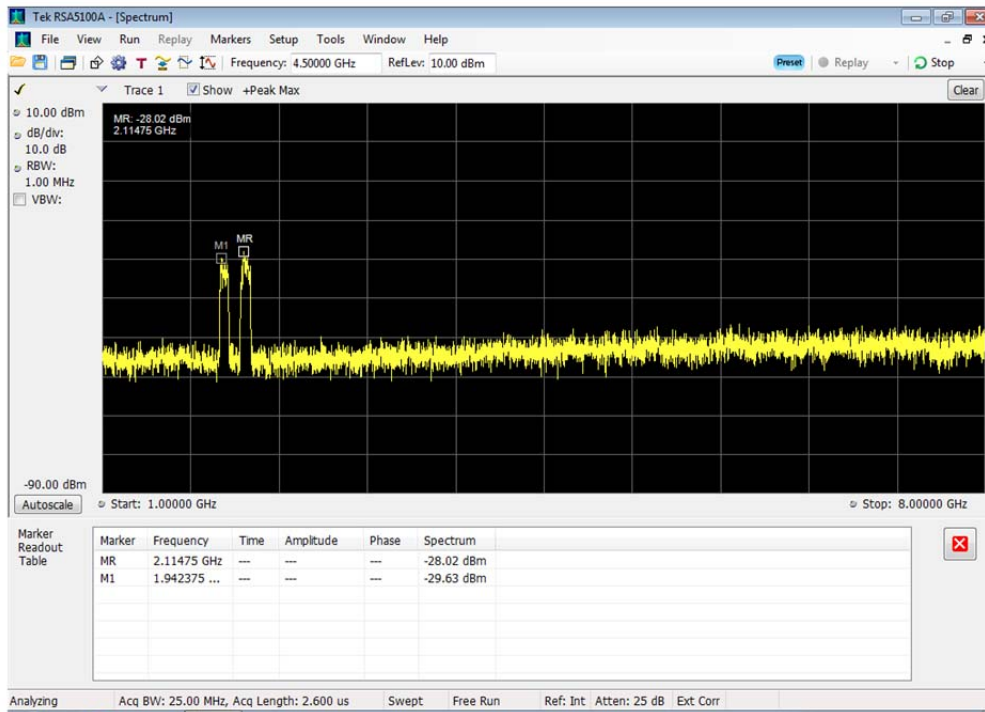 Tek RSA5100A - [Spectrum]
File View Run Replay Markers Setup Tools Window Help
T Frequency: 4.50000 GHz RefLev: 10.00 dBm Preset Replay Stop
Trace 1 Show +Peak Max Clear
10.00 dBm
dB/div:
10.0 dB
RBW:
1.00 MHz
VBW:
MR: -28.02 dBm
2.11475 GHz
M1 MR
-90.00 dBm
Autoscale Start: 1.00000 GHz Stop: 8.00000 GHz
Marker
Readout
Table
Marker Frequency Time Amplitude Phase Spectrum
MR 2.11475 GHz --- --- --- -28.02 dBm
M1 1.942375 ... --- --- --- -29.63 dBm
Analyzing Acq BW: 25.00 MHz, Acq Length: 2.600 us Swept Free Run Ref: Int Atten: 25 dB Ext Corr